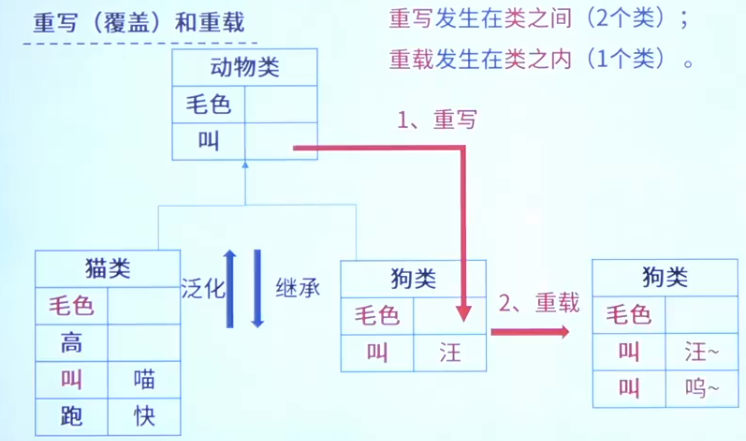 重写（覆盖）和重载
重写发生在类之间（2个类）；
重载发生在类之内（1个类）。
动物类
毛色
叫
1、重写
泛化
继承
猫类
毛色
高
叫 喵
跑 快
狗类
毛色
叫 汪
2、重载
狗类
毛色
叫 汪~
叫 呜~